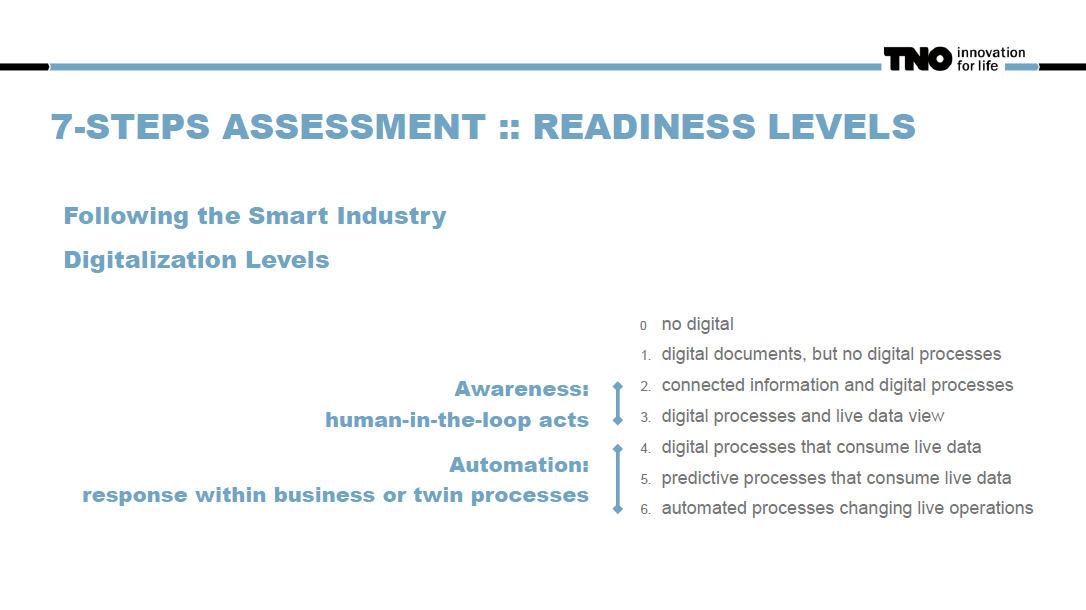 TNO innovation
for life
7-STEPS ASSESSMENT :: READINESS LEVELS
Following the Smart Industry
Digitalization Levels
Awareness:
human-in-the-loop acts
Automation:
response within business or twin processes
0 no digital
1. digital documents, but no digital processes
2. connected information and digital processes
3. digital processes and live data view
4. digital processes that consume live data
5. predictive processes that consume live data
6. automated processes changing live operations